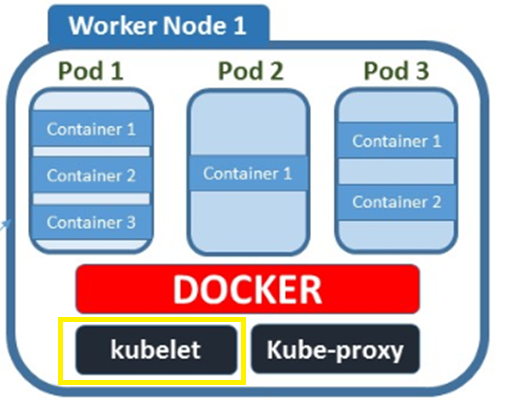 Worker Node 1
Pod 1
Pod 2
Pod 3
Container 1
Container 2
Container 3
Container 1
Container 1
Container 2
DOCKER
kubelet
Kube-proxy